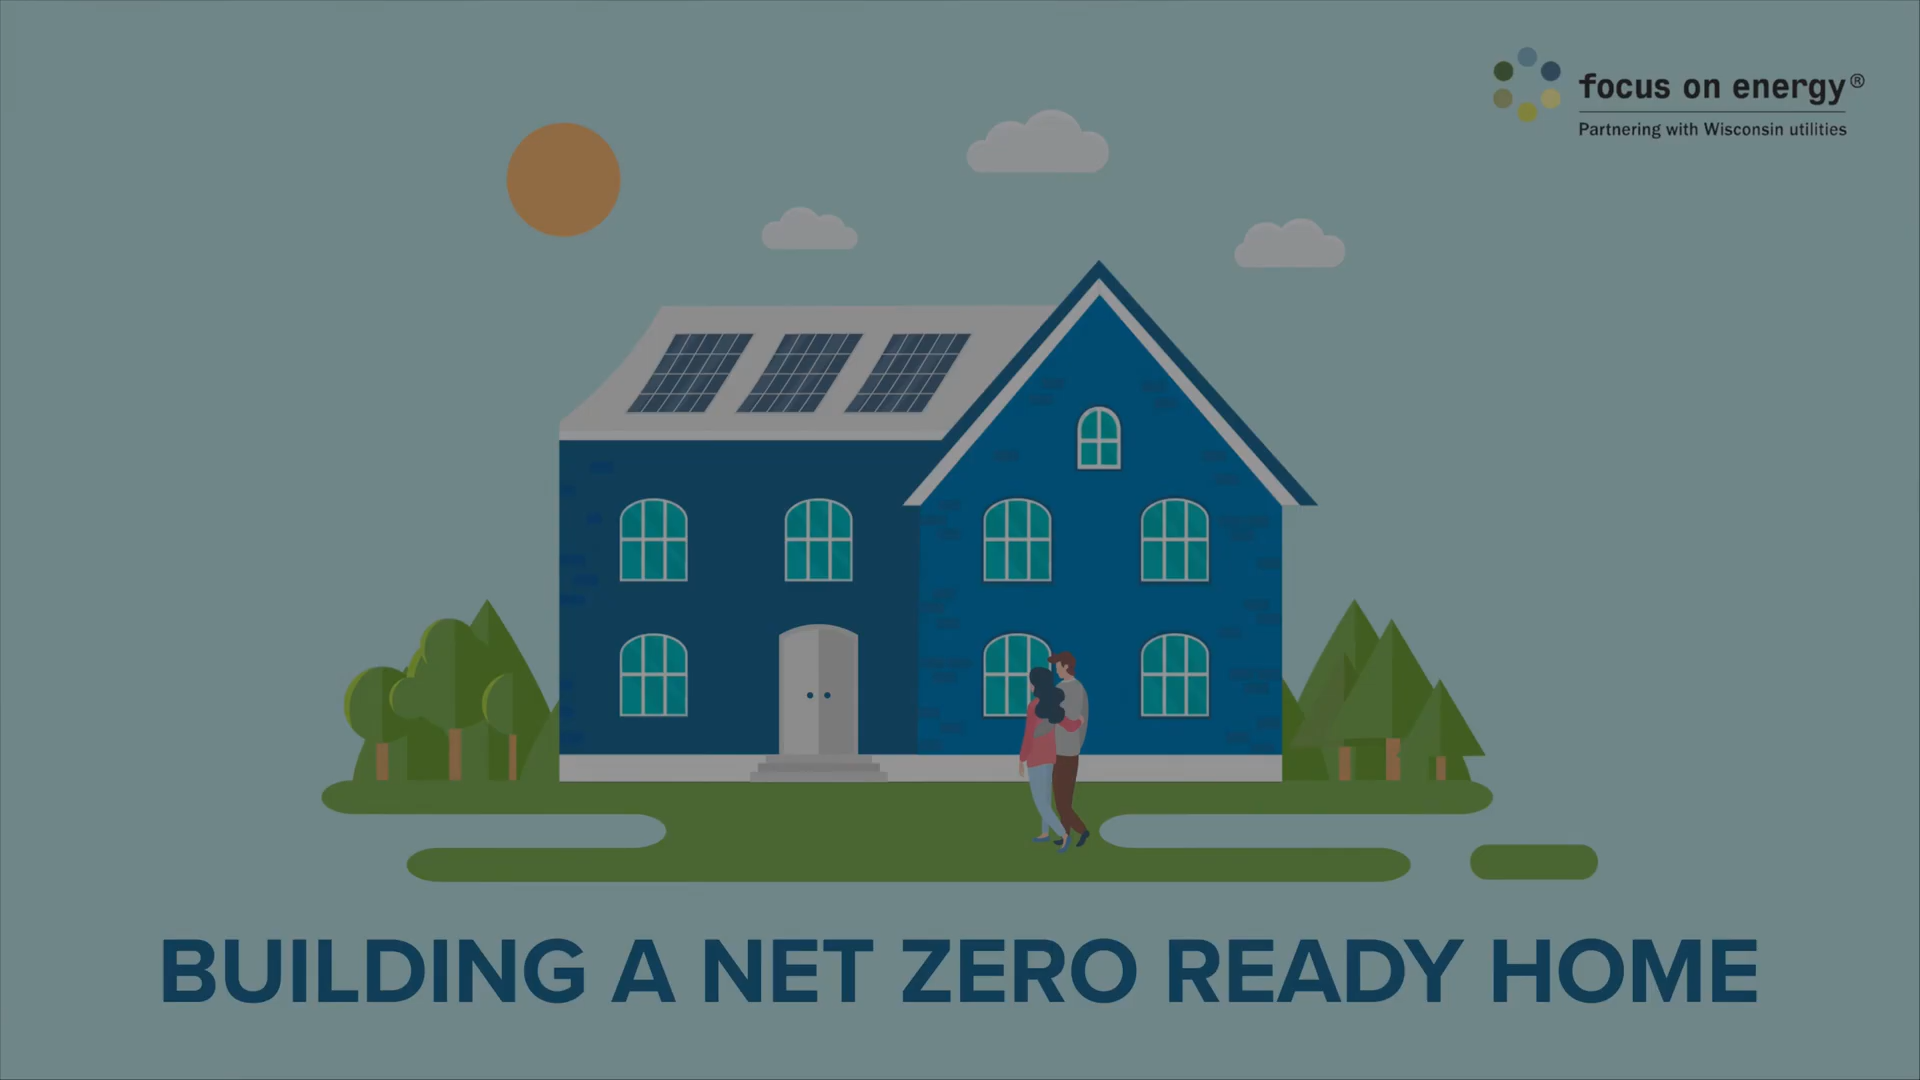 focus on energy®
Partnering with Wisconsin utilities
BUILDING A NET ZERO READY HOME